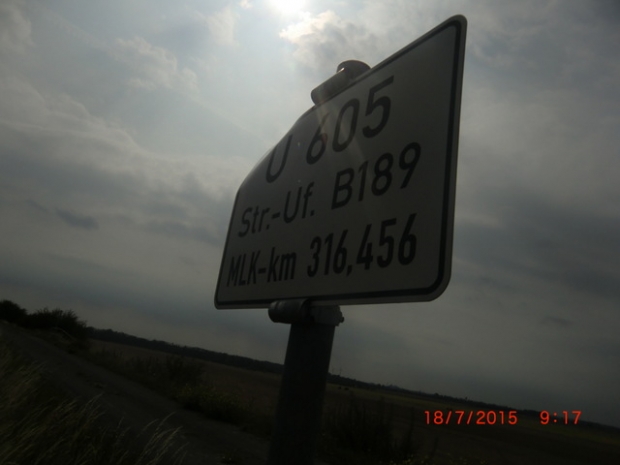 U 605
Str.-Uf. B189
MLK-km 316,456
18/7/2015 9:17